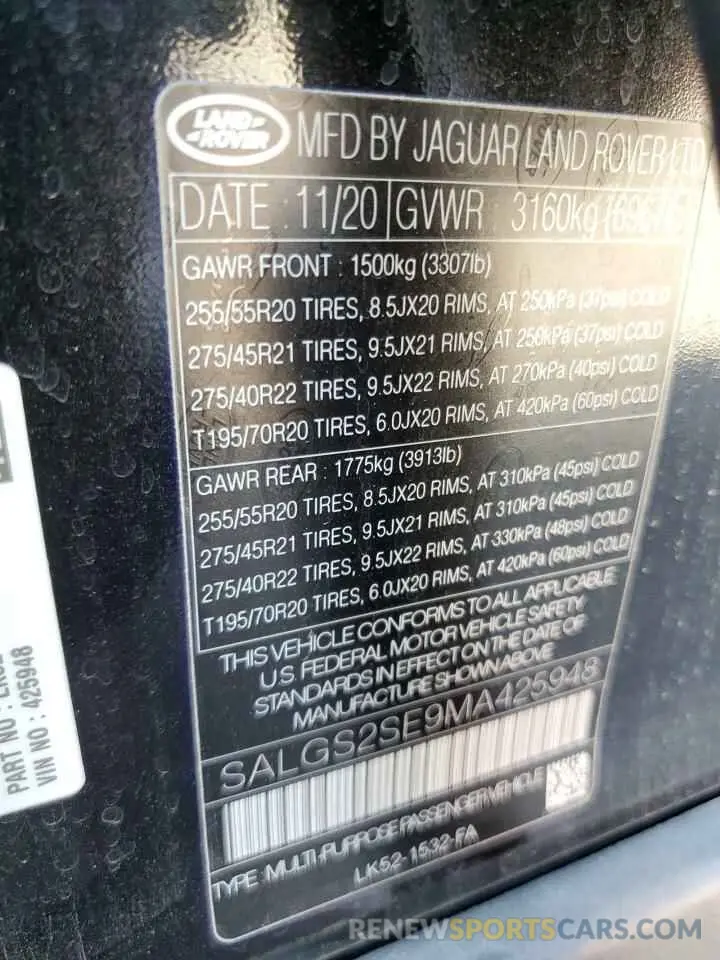 LAND
ROVER
MFD BY JAGUAR LAND ROVER LTD
DATE : 11/20 GVWR : 3160kg
GAWR FRONT : 1500kg (3307lb)
255/55R20 TIRES, 8.5JX20 RIMS, AT 250kPa (37psi) COLD
275/45R21 TIRES, 9.5JX21 RIMS, AT 250kPa (37psi) COLD
275/40R22 TIRES, 9.5JX22 RIMS, AT 270kPa (40psi) COLD
T195/70R20 TIRES, 6.0JX20 RIMS, AT 420kPa (60psi) COLD
GAWR REAR : 1775kg (3913lb)
255/55R20 TIRES, 8.5JX20 RIMS, AT 310kPa (45psi) COLD
275/45R21 TIRES, 9.5JX21 RIMS, AT 310kPa (45psi) COLD
275/40R22 TIRES, 9.5JX22 RIMS, AT 330kPa (48psi) COLD
T195/70R20 TIRES, 6.0JX20 RIMS, AT 420kPa (60psi) COLD
THIS VEHICLE CONFORMS TO ALL APPLICABLE
U.S. FEDERAL MOTOR VEHICLE SAFETY
STANDARDS IN EFFECT ON THE DATE OF
MANUFACTURE SHOWN ABOVE
SALGS2SE9MA425948
TYPE: MULTI-PURPOSE PASSENGER VEHICLE
LK52-1532-FA
PART NO :
VIN NO : 425948
RENEWSPORTSCARS.COM